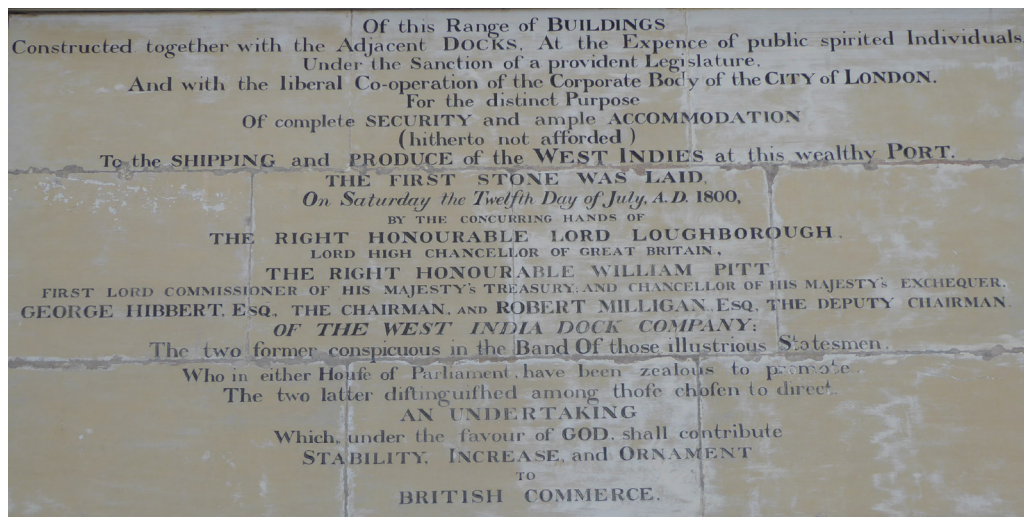 Of this Range of BUILDINGS
Constructed together with the Adjacent DOCKS, At the Expence of public spirited Individuals,
Under the Sanction of a provident Legislature,
And with the liberal Co-operation of the Corporate Body of the CITY of LONDON.
For the distinct Purpose
Of complete SECURITY and ample ACCOMMODATION
(hitherto not afforded)
To the SHIPPING and PRODUCE of the WEST INDIES at this wealthy PORT.
THE FIRST STONE WAS LAID,
On Saturday the Twelfth Day of July, A.D. 1800,
BY THE CONCURRING HANDS OF
THE RIGHT HONOURABLE LORD LOUGHBOROUGH.
LORD HIGH CHANCELLOR OF GREAT BRITAIN.,
THE RIGHT HONOURABLE WILLIAM PITT
FIRST LORD COMMISSIONER OF HIS MAJESTY's TREASURY: AND CHANCELLOR OF HIS MAJESTY's EXCHEQUER.
GEORGE HIBBERT, ESQ., THE CHAIRMAN, AND ROBERT MILLIGAN, ESQ, THE DEPUTY CHAIRMAN.
OF THE WEST INDIA DOCK COMPANY:
The two former conspicuous in the Band Of those illustrious Statesmen.
Who in either Houſe of Parliament, have been zealous to promote.
The two latter diſtinguiſhed among thoſe choſen to direct.
AN UNDERTAKING
Which, under the favour of GOD, shall contribute
STABILITY, INCREASE, and ORNAMENT
TO
BRITISH COMMERCE.